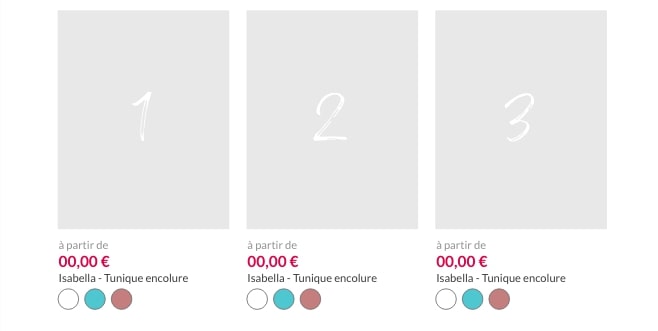 1
2
3
à partir de
00,00 €
Isabella - Tunique encolure
à partir de
00,00 €
Isabella - Tunique encolure
à partir de
00,00 €
Isabella - Tunique encolure